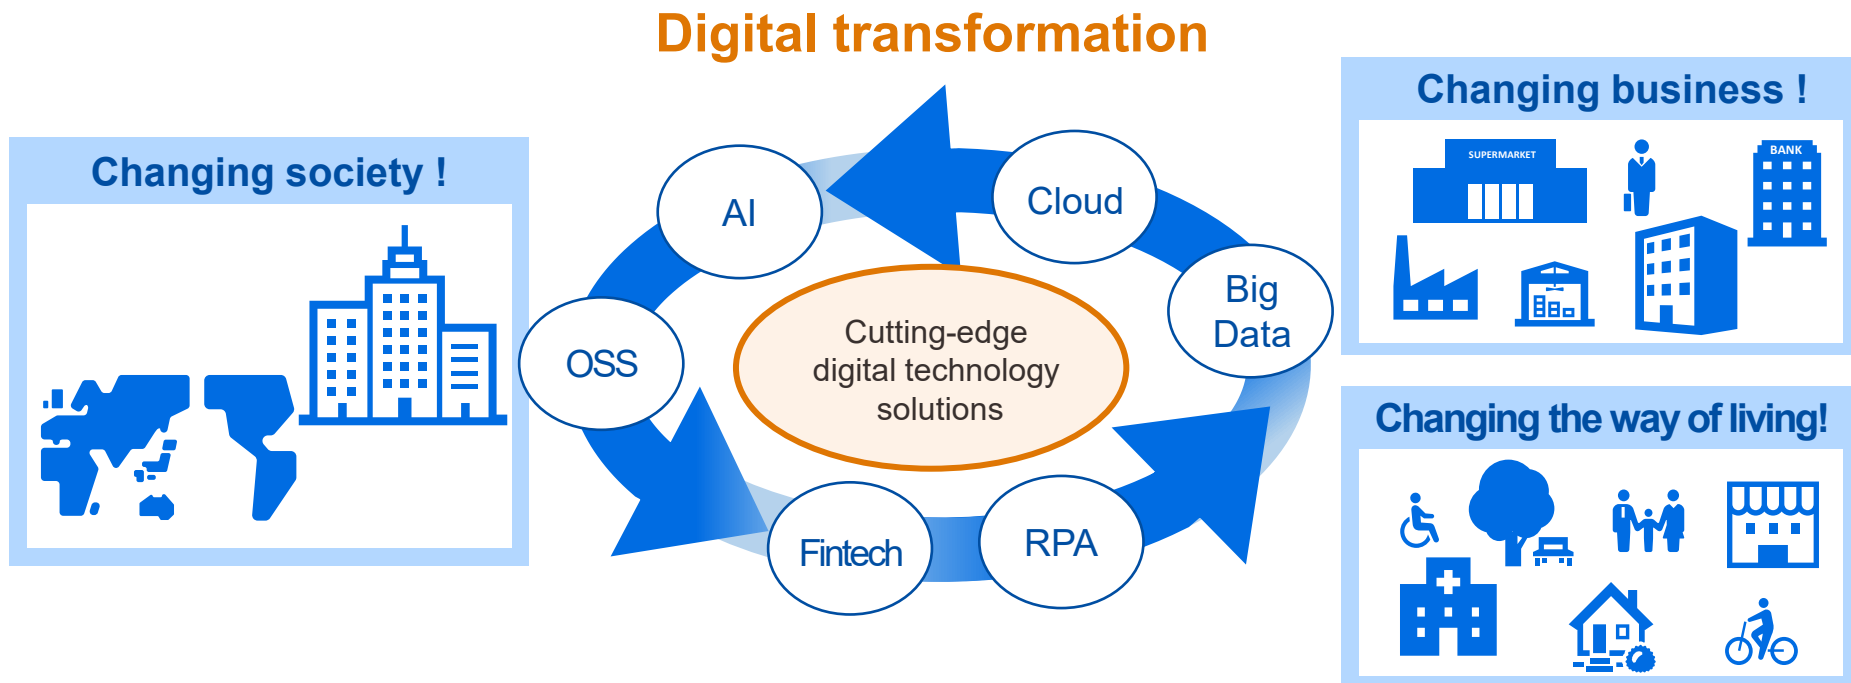 Digital transformation
Changing society !
AI
Cloud
Big
Data
OSS
Cutting-edge
digital technology
solutions
Fintech
RPA
Changing business !
SUPERMARKET
BANK
Changing the way of living!